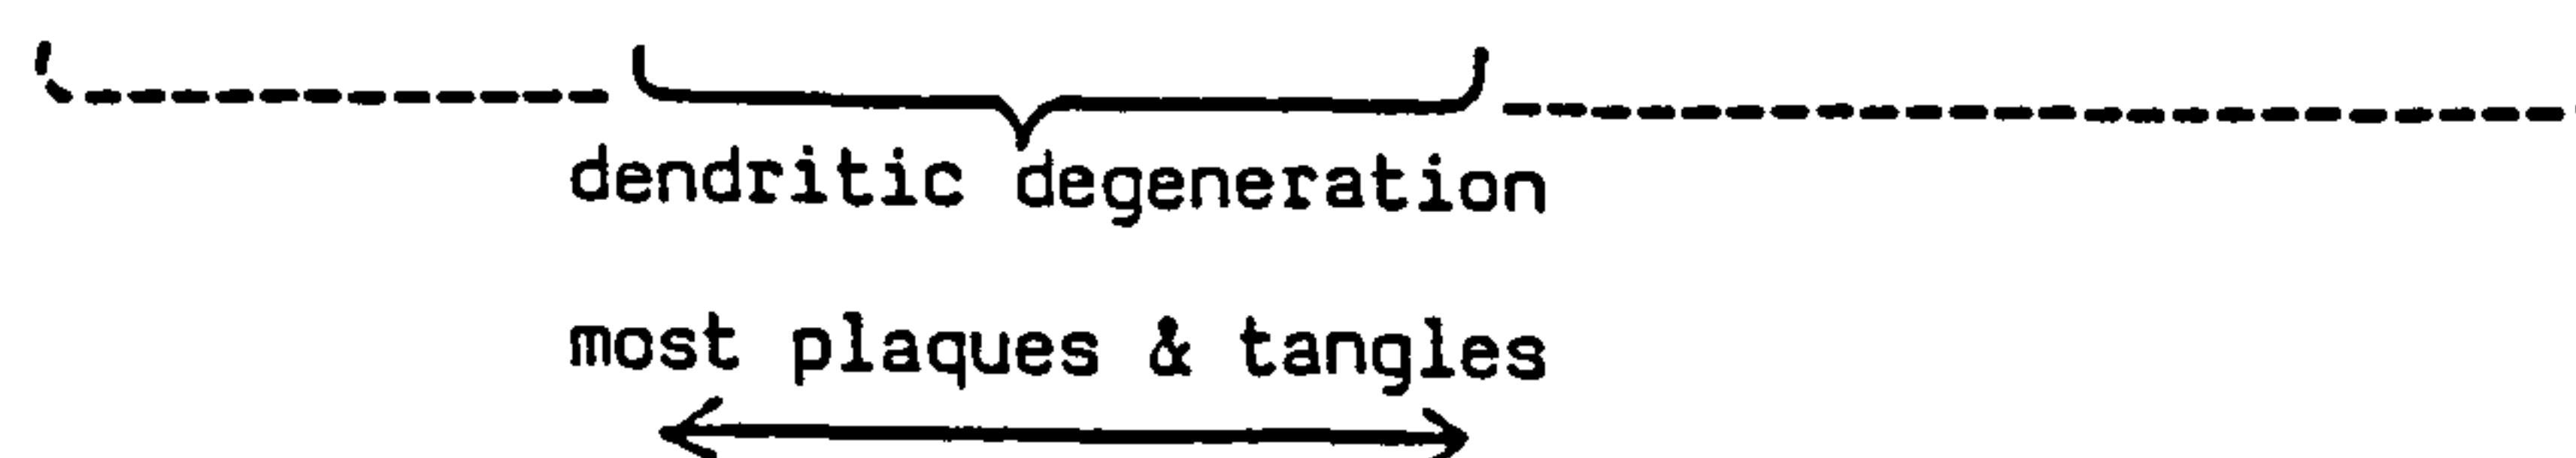 dendritic degeneration
most plaques & tangles